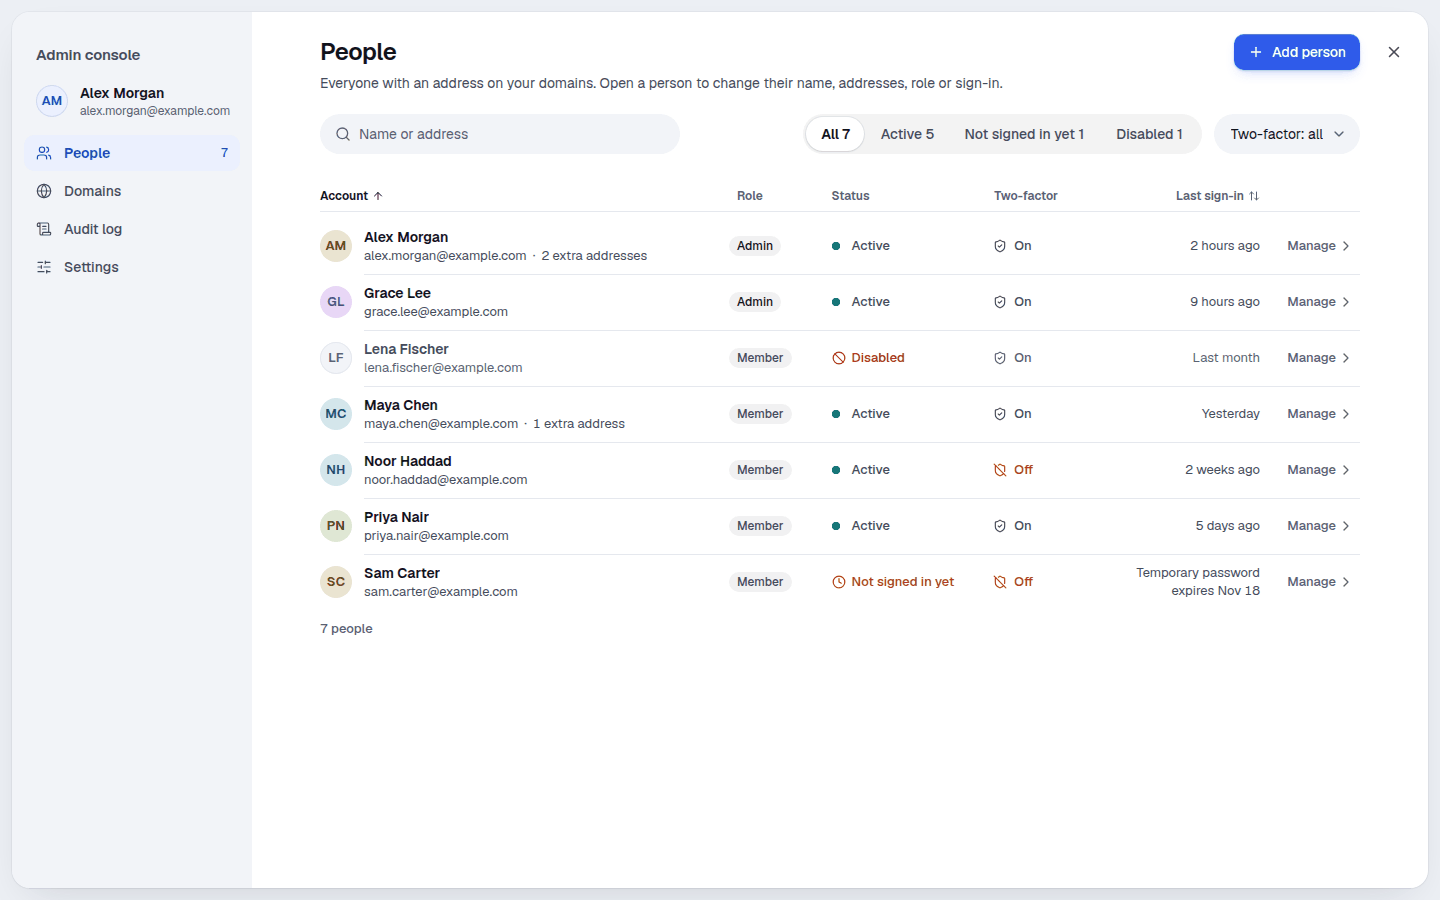 Admin console
AM
Alex Morgan
alex.morgan@example.com
People 7
Domains
Audit log
Settings
People
Add person
Everyone with an address on your domains. Open a person to change their name, addresses, role or sign-in.
Name or address
All 7 Active 5 Not signed in yet 1 Disabled 1 Two-factor: all
Account Role Status Two-factor Last sign-in
AM Alex Morgan
alex.morgan@example.com · 2 extra addresses
Admin Active On 2 hours ago Manage
GL Grace Lee
grace.lee@example.com
Admin Active On 9 hours ago Manage
LF Lena Fischer
lena.fischer@example.com
Member Disabled On Last month Manage
MC Maya Chen
maya.chen@example.com · 1 extra address
Member Active On Yesterday Manage
NH Noor Haddad
noor.haddad@example.com
Member Active Off 2 weeks ago Manage
PN Priya Nair
priya.nair@example.com
Member Active On 5 days ago Manage
SC Sam Carter
sam.carter@example.com
Member Not signed in yet Off Temporary password
expires Nov 18
Manage
7 people